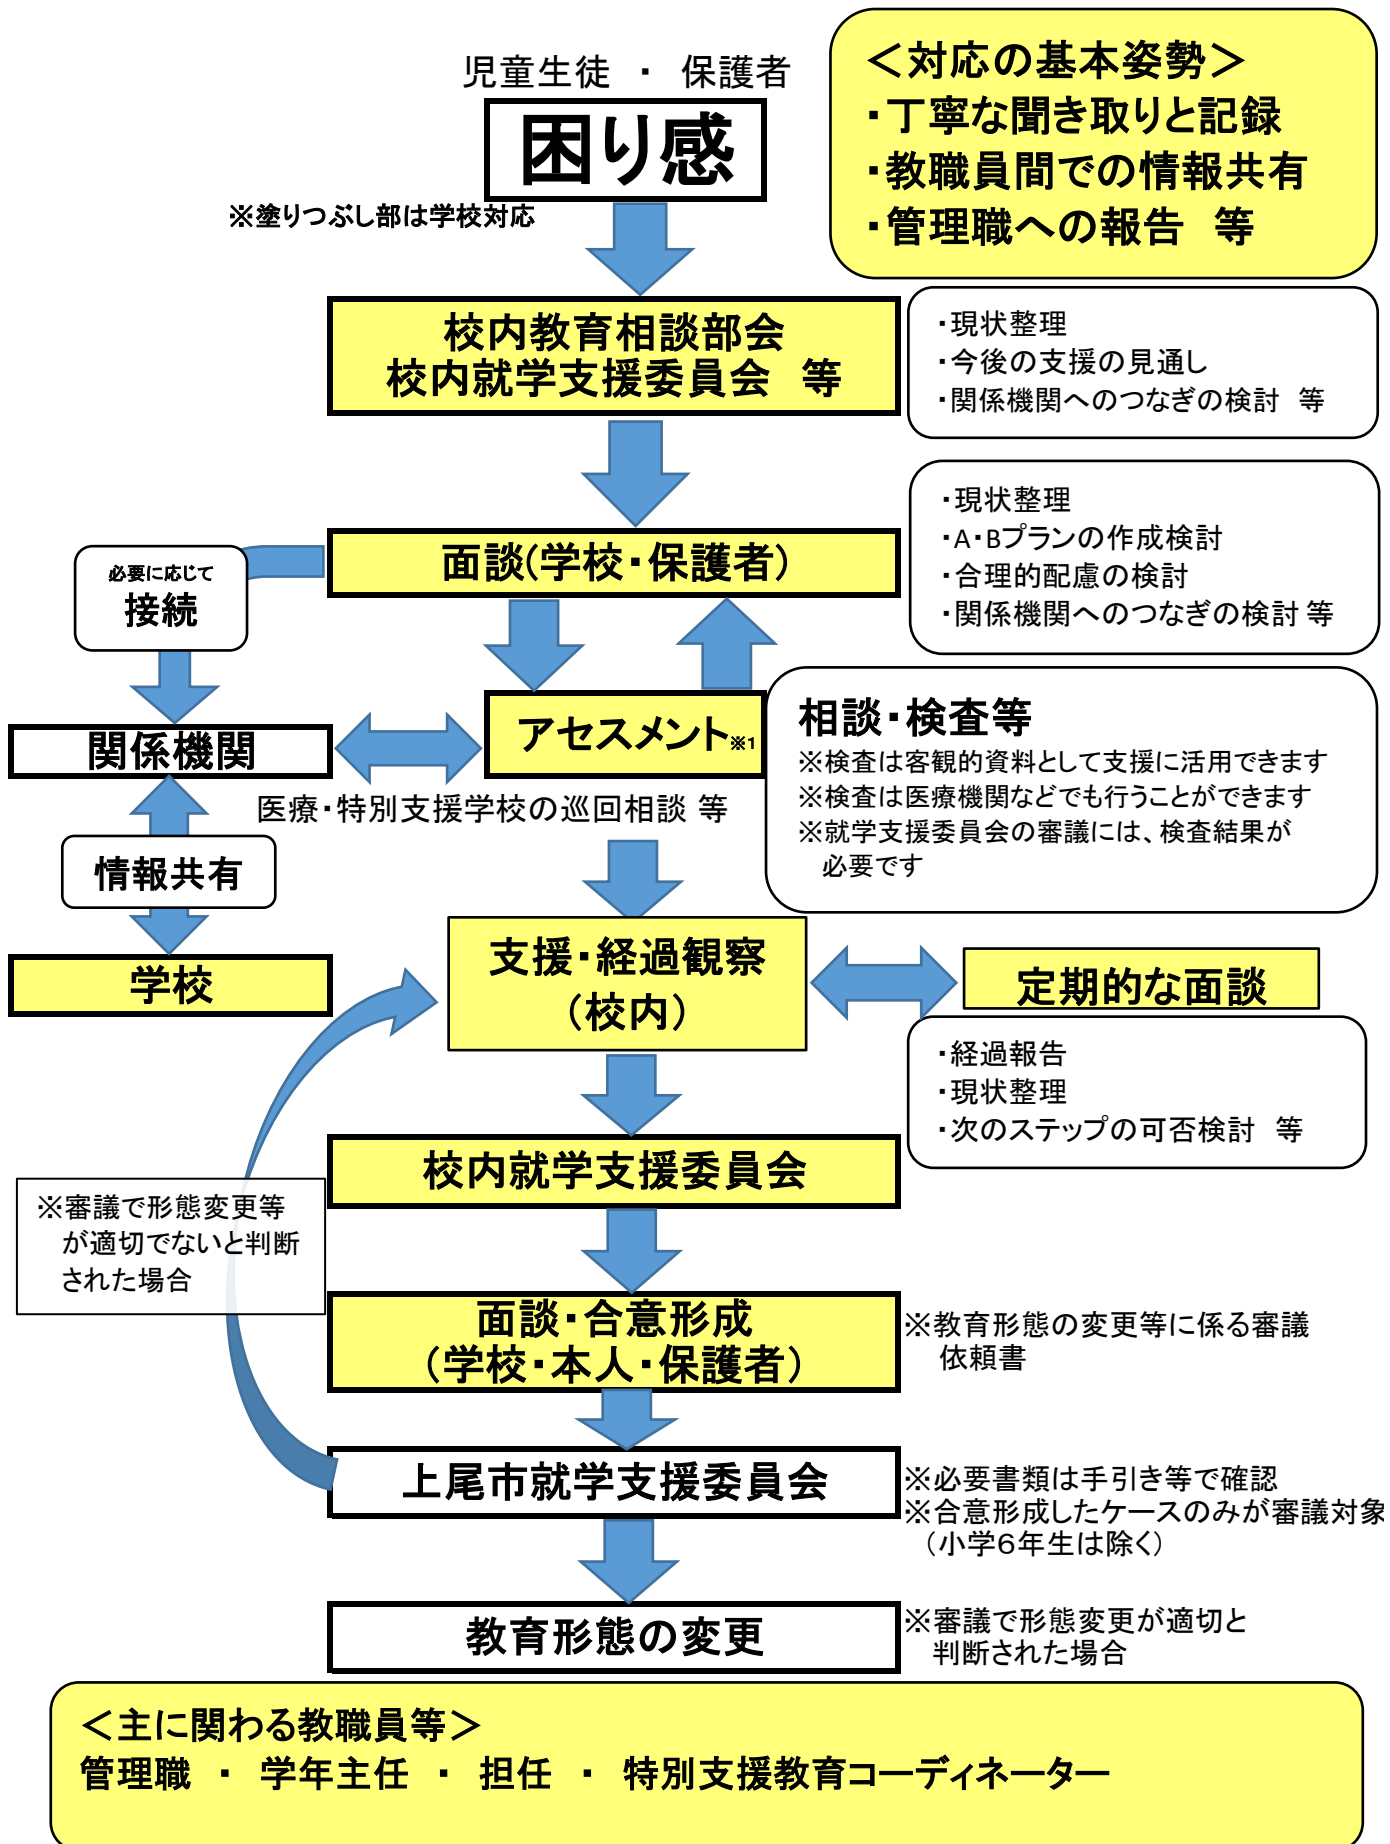 児童生徒 ・ 保護者
困り感
※塗りつぶし部は学校対応
＜対応の基本姿勢＞
・丁寧な聞き取りと記録
・教職員間での情報共有
・管理職への報告 等
校内教育相談部会
校内就学支援委員会 等
・現状整理
・今後の支援の見通し
・関係機関へのつなぎの検討 等
面談(学校・保護者)
・現状整理
・A・Bプランの作成検討
・合理的配慮の検討
・関係機関へのつなぎの検討 等
必要に応じて
接続
関係機関
アセスメント※1
医療・特別支援学校の巡回相談 等
相談・検査等
※検査は客観的資料として支援に活用できます
※検査は医療機関などでも行うことができます
※就学支援委員会の審議には、検査結果が
必要です
情報共有
学校
支援・経過観察
（校内）
定期的な面談
・経過報告
・現状整理
・次のステップの可否検討 等
校内就学支援委員会
※審議で形態変更等
が適切でないと判断
された場合
面談・合意形成
（学校・本人・保護者）
※教育形態の変更等に係る審議
依頼書
上尾市就学支援委員会
※必要書類は手引き等で確認
※合意形成したケースのみが審議対象
（小学６年生は除く）
教育形態の変更
※審議で形態変更が適切と
判断された場合
＜主に関わる教職員等＞
管理職 ・ 学年主任 ・ 担任 ・ 特別支援教育コーディネーター